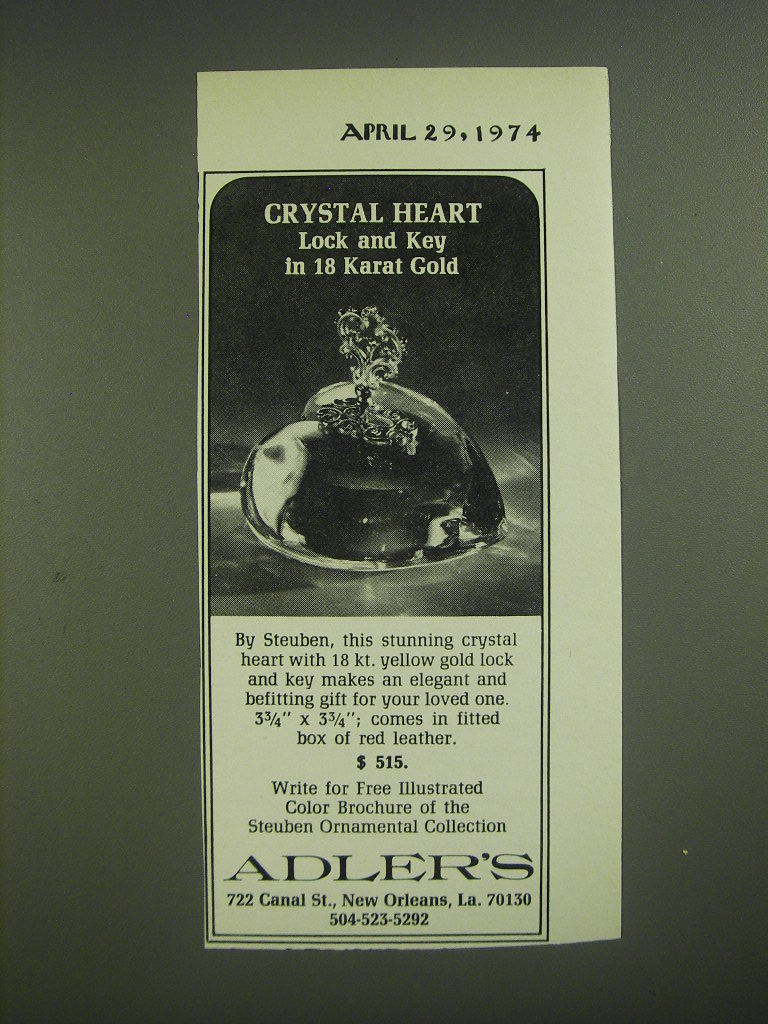 APRIL 29, 1974
CRYSTAL HEART
Lock and Key
in 18 Karat Gold
By Steuben, this stunning crystal
heart with 18 kt. yellow gold lock
and key makes an elegant and
befitting gift for your loved one.
3¾" x 3¾"; comes in fitted
box of red leather.
$ 515.
Write for Free Illustrated
Color Brochure of the
Steuben Ornamental Collection
ADLER'S
722 Canal St., New Orleans, La. 70130
504-523-5292